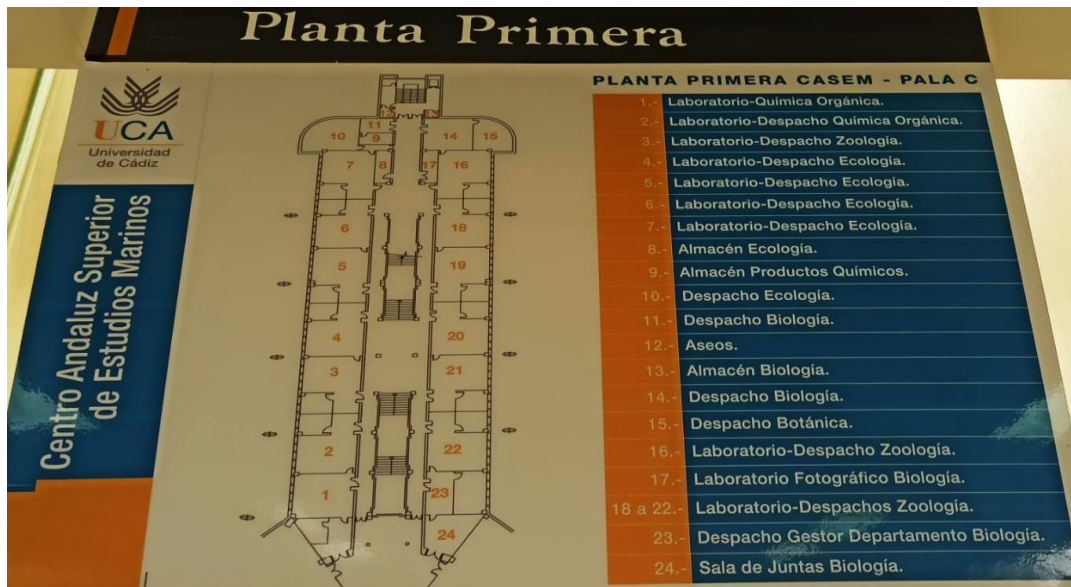 Planta Primera
UCA
Universidad
de Cádiz
Centro Andaluz Superior
de Estudios Marinos
PLANTA PRIMERA CASEM - PALA C
1.- Laboratorio-Química Orgánica.
2.- Laboratorio-Despacho Química Orgánica.
3.- Laboratorio-Despacho Zoología.
4.- Laboratorio-Despacho Ecología.
5.- Laboratorio-Despacho Ecología.
6.- Laboratorio-Despacho Ecología.
7.- Laboratorio-Despacho Ecología.
8.- Almacén Ecología.
9.- Almacén Productos Químicos.
10.- Despacho Ecología.
11.- Despacho Biología.
12.- Aseos.
13.- Almacén Biología.
14.- Despacho Biología.
15.- Despacho Botánica.
16.- Laboratorio-Despacho Zoología.
17.- Laboratorio Fotográfico Biología.
18 a 22.- Laboratorio-Despachos Zoología.
23.- Despacho Gestor Departamento Biología.
24.- Sala de Juntas Biología.
12 13
11
10 9 14 15
7 8 17 16
6 18
5 19
4 20
3 21
2 22
1 23
24